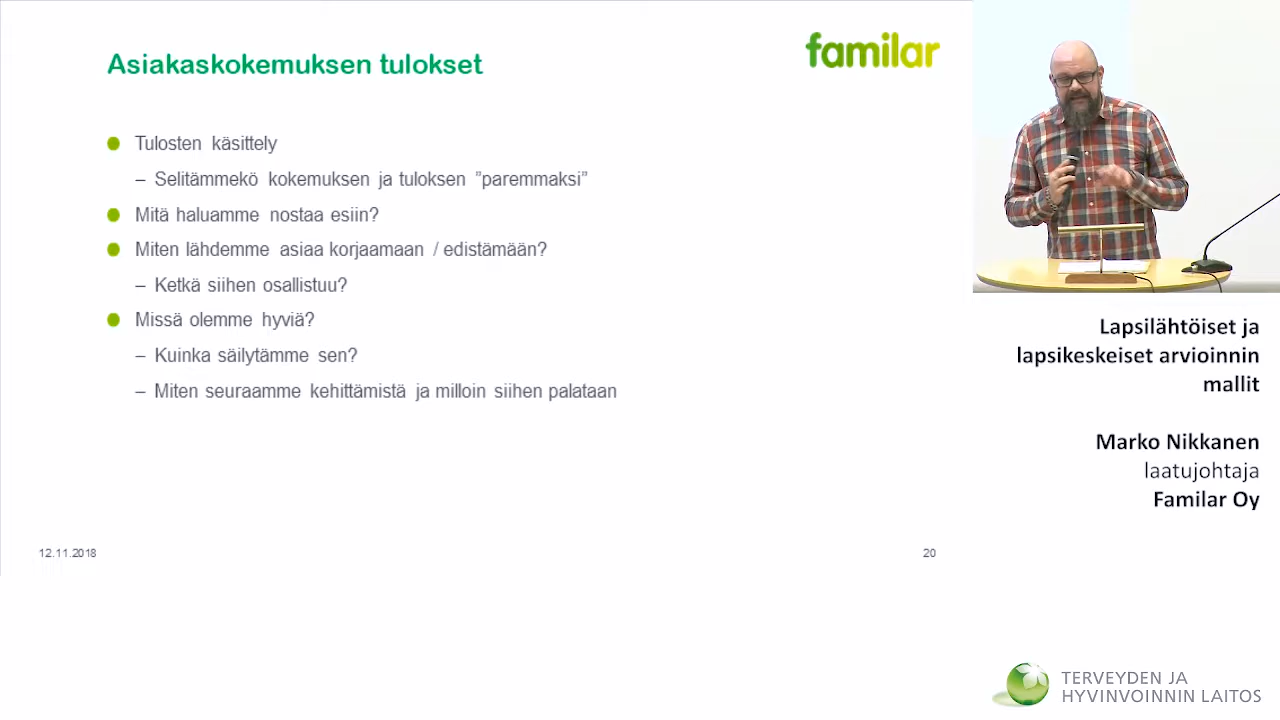 Asiakaskokemuksen tulokset
familar
Tulosten käsittely
– Selitämmekö kokemuksen ja tuloksen ”paremmaksi”
Mitä haluamme nostaa esiin?
Miten lähdemme asiaa korjaamaan / edistämään?
– Ketkä siihen osallistuu?
Missä olemme hyviä?
– Kuinka säilytämme sen?
– Miten seuraamme kehittämistä ja milloin siihen palataan
12.11.2018
20
Lapsilähtöiset ja
lapsikeskeiset arvioinnin
mallit
Marko Nikkanen
laatujohtaja
Familar Oy
TERVEYDEN JA
HYVINVOINNIN LAITOS